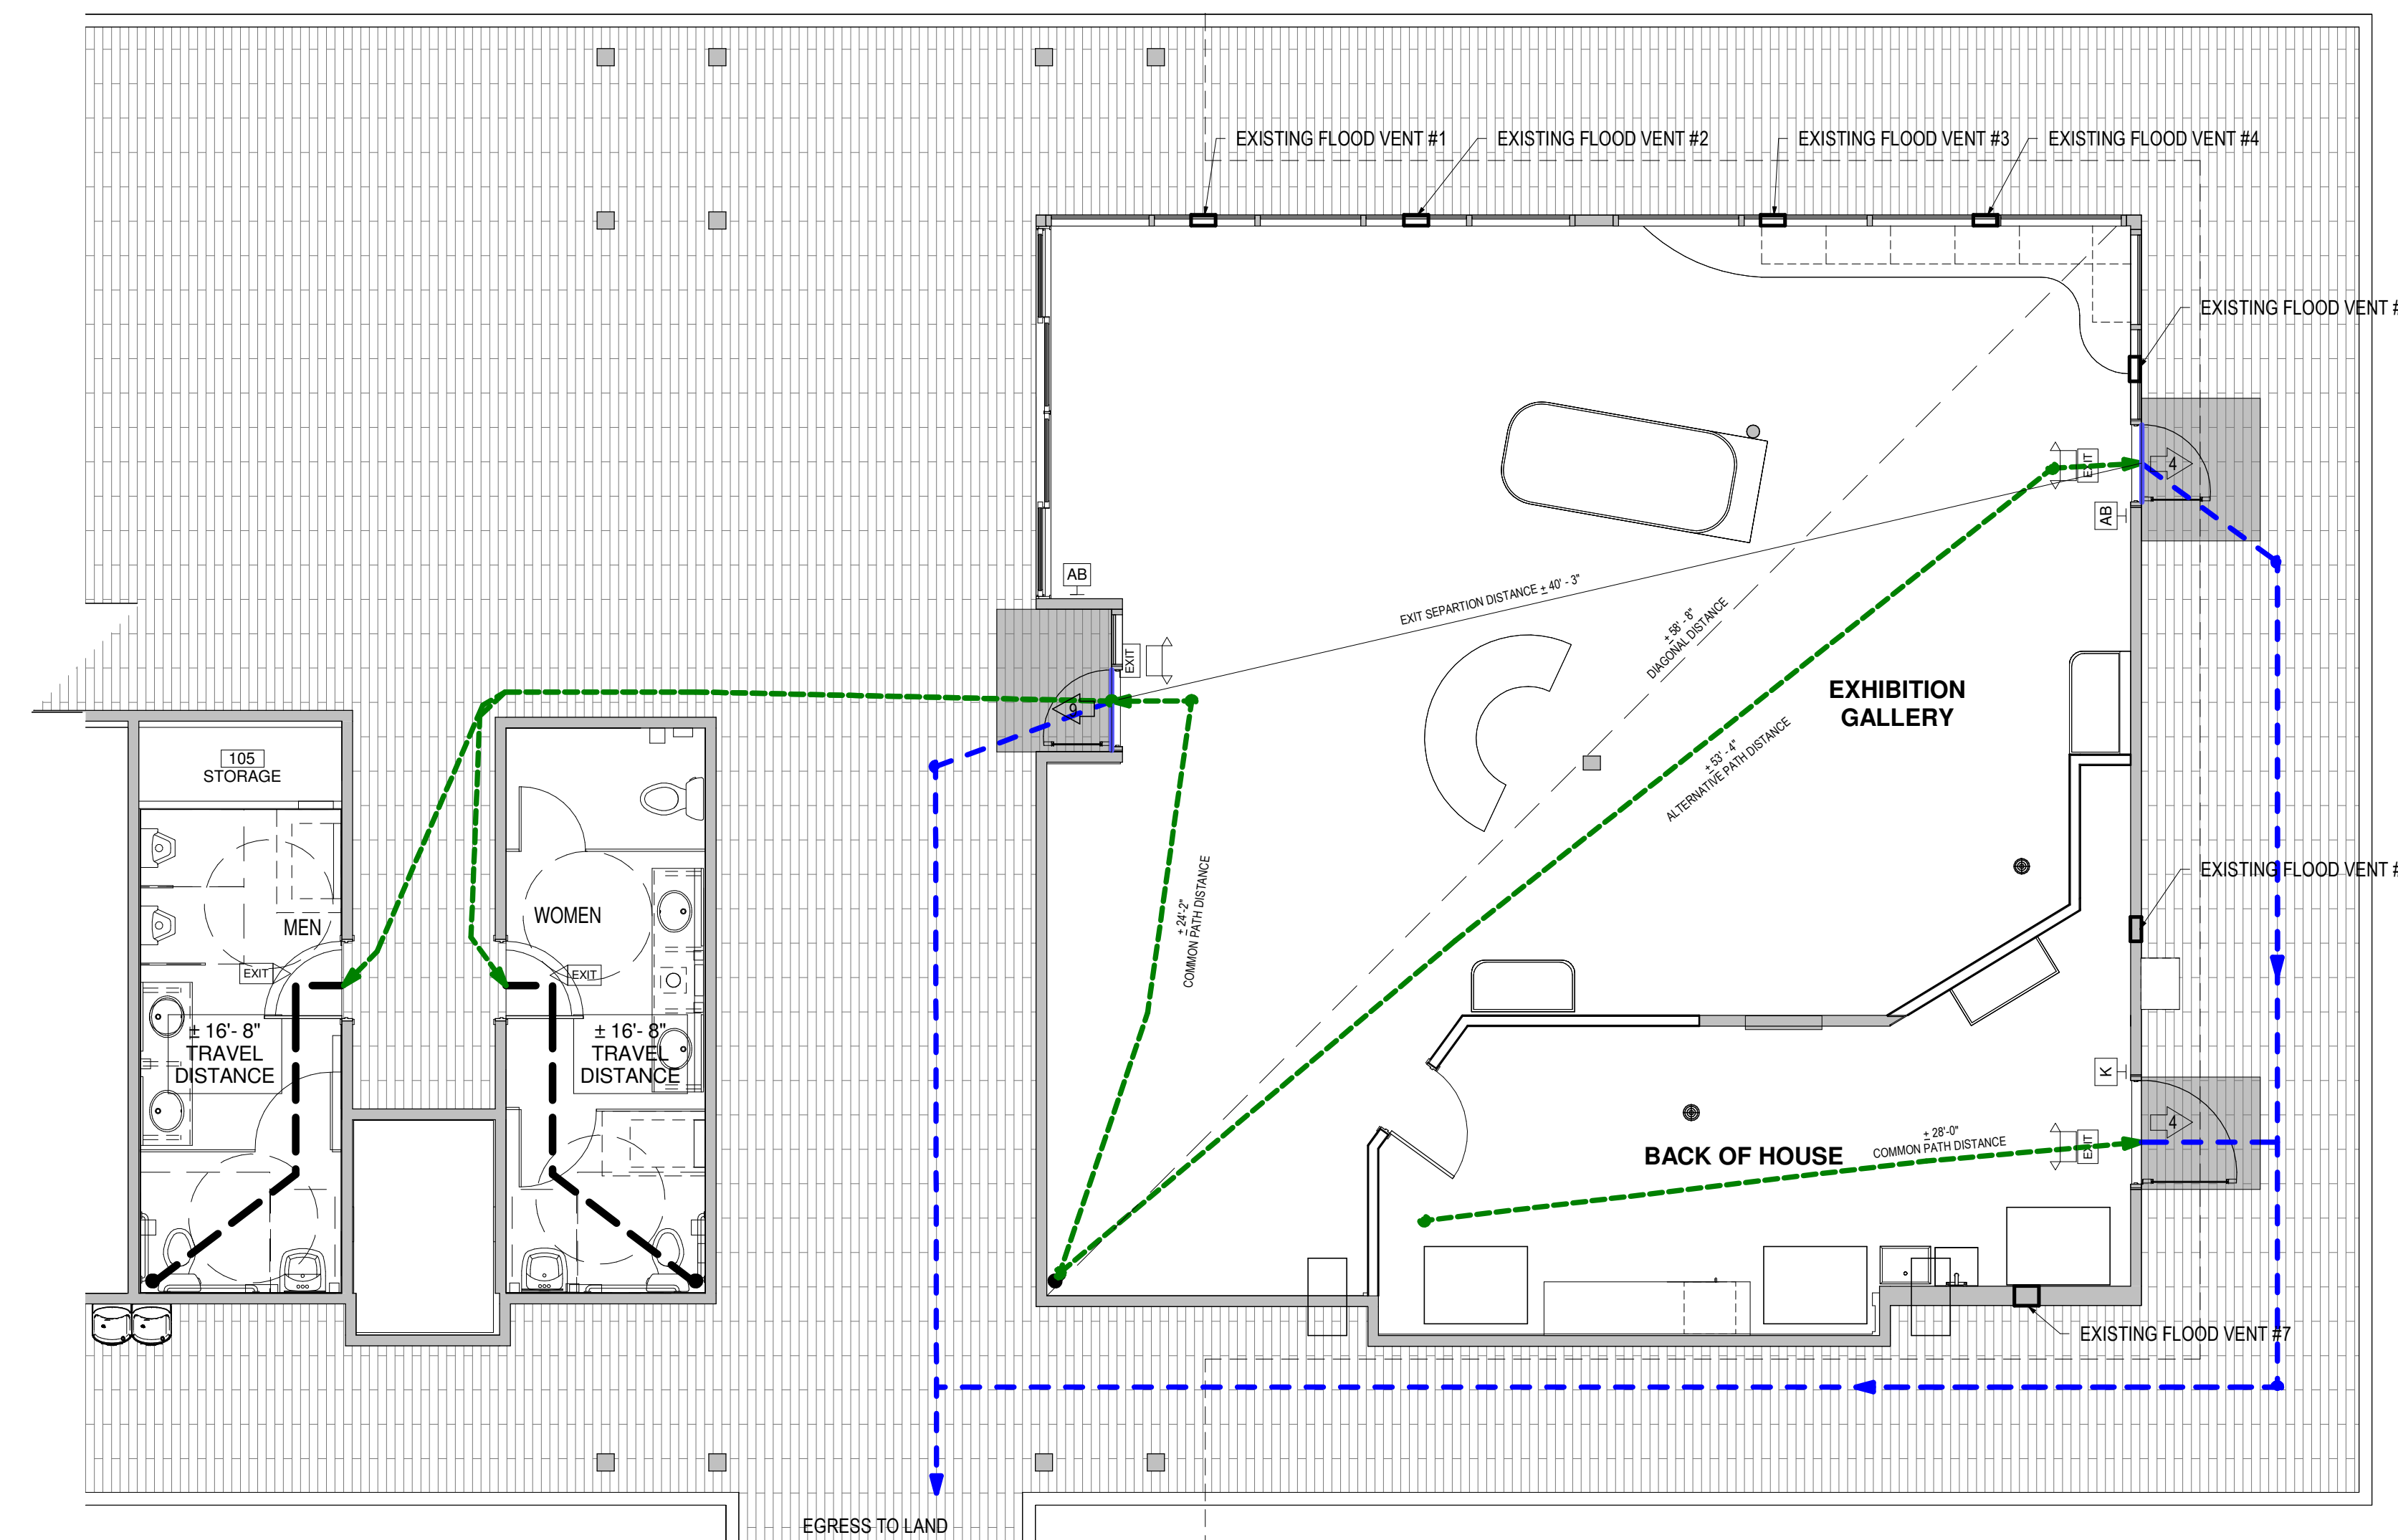 EXISTING FLOOD VENT #1
EXISTING FLOOD VENT #2
EXISTING FLOOD VENT #3
EXISTING FLOOD VENT #4
EXISTING FLOOD VENT #
EXIT
4
AB
AB
EXIT SEPARTION DISTANCE ± 40' - 3"
± 58' - 8"
DIAGONAL DISTANCE
EXIT
9
EXHIBITION
GALLERY
± 53' - 4"
ALTERNATIVE PATH DISTANCE
105
STORAGE
MEN
WOMEN
EXIT
EXIT
± 24'-2"
COMMON PATH DISTANCE
EXISTING FLOOD VENT #
± 16'- 8"
TRAVEL
DISTANCE
± 16'- 8"
TRAVEL
DISTANCE
K
4
EXIT
BACK OF HOUSE
± 28'-0"
COMMON PATH DISTANCE
EXISTING FLOOD VENT #7
EGRESS TO LAND